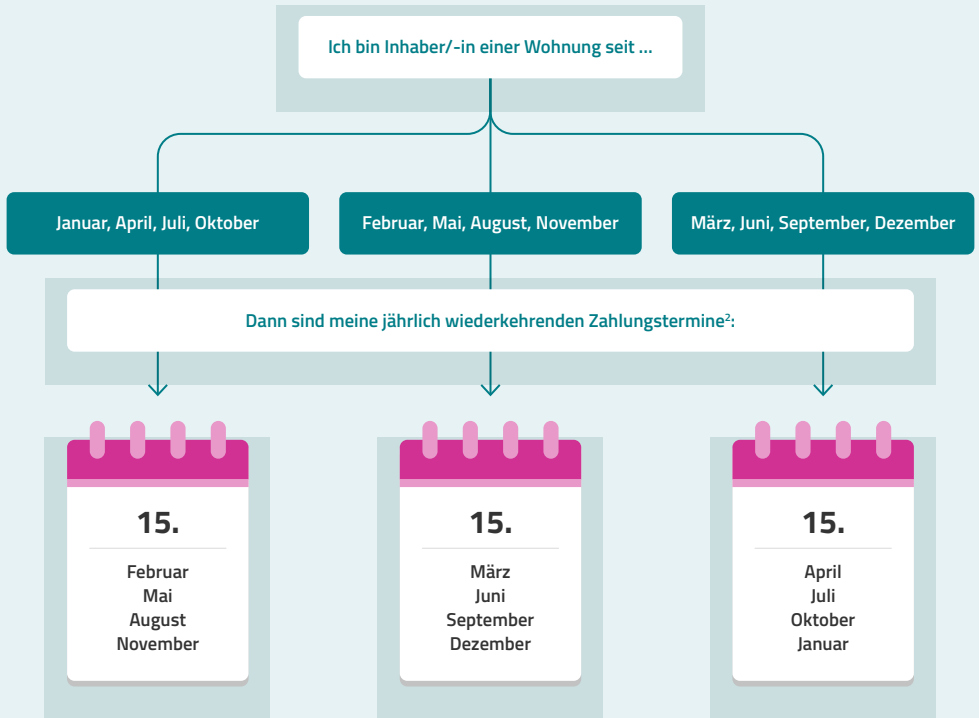 Ich bin Inhaber/-in einer Wohnung seit ...
Januar, April, Juli, Oktober
Februar, Mai, August, November
März, Juni, September, Dezember
Dann sind meine jährlich wiederkehrenden Zahlungstermine²:
15.
Februar
Mai
August
November
15.
März
Juni
September
Dezember
15.
April
Juli
Oktober
Januar